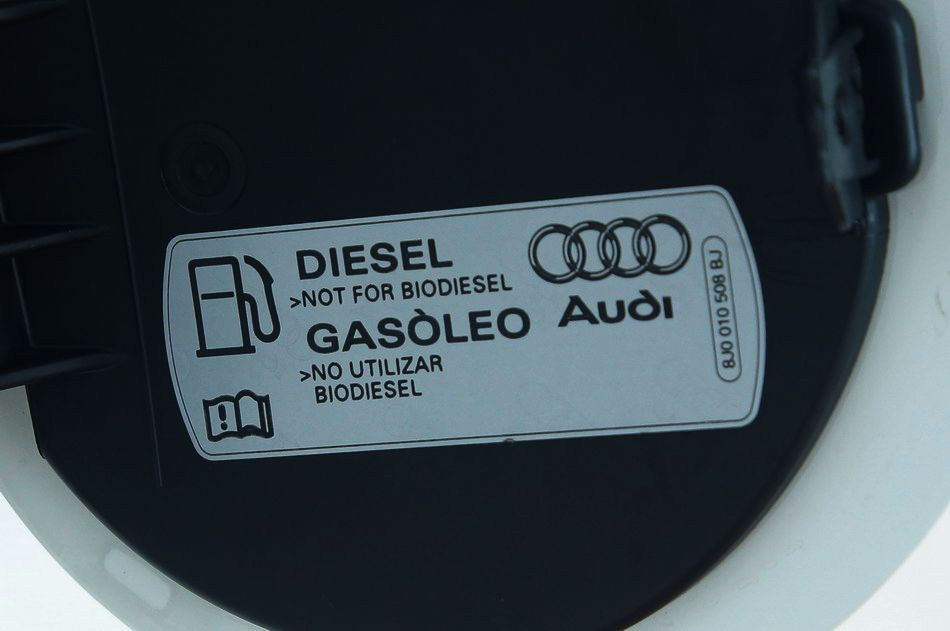 DIESEL
>NOT FOR BIODIESEL
GASÒLEO
>NO UTILIZAR
BIODIESEL
!
Audi
8J0 010 508 BJ